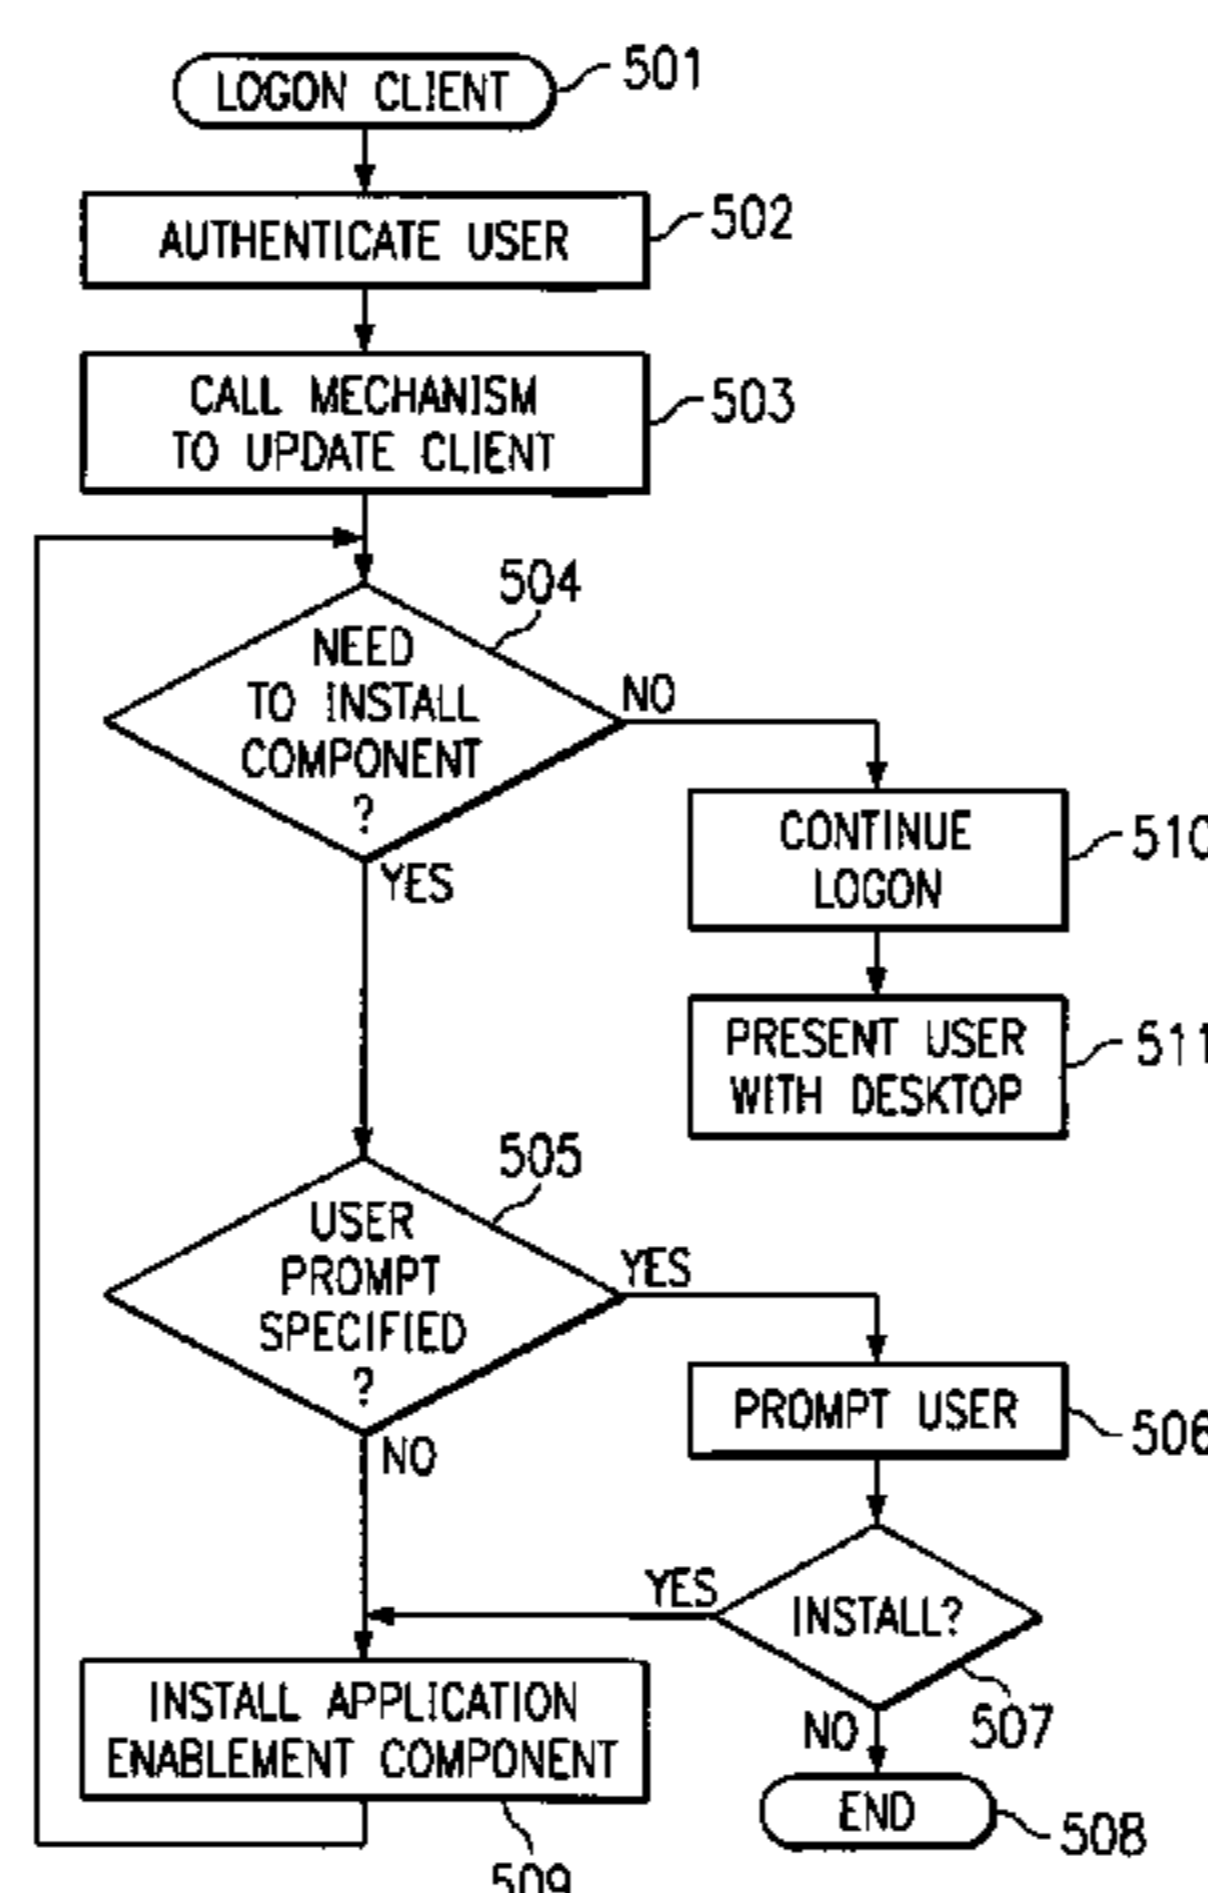 LOGON CLIENT
501
AUTHENTICATE USER
502
CALL MECHANISM
TO UPDATE CLIENT
503
504
NEED
TO INSTALL
COMPONENT
?
NO
YES
CONTINUE
LOGON
510
PRESENT USER
WITH DESKTOP
511
505
USER
PROMPT
SPECIFIED
?
YES
NO
PROMPT USER
506
INSTALL?
YES
507
NO
INSTALL APPLICATION
ENABLEMENT COMPONENT
509
END
508